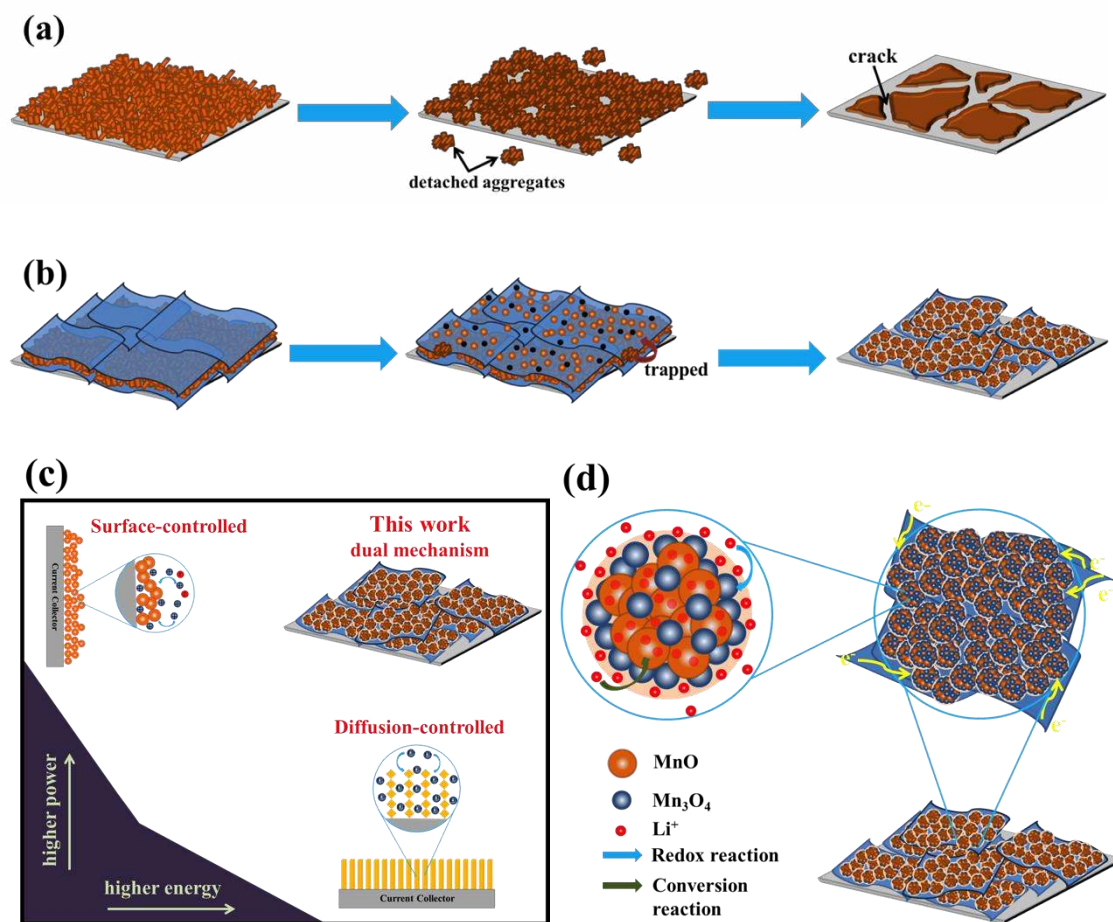 (a)
crack
detached aggregates
(b)
trapped
(c)
Surface-controlled
Current Collector
This work
dual mechanism
Diffusion-controlled
Current Collector
higher power
higher energy
(d)
e-
e-
e-
e-
e-
MnO
Mn₃O₄
Li⁺
Redox reaction
Conversion
reaction